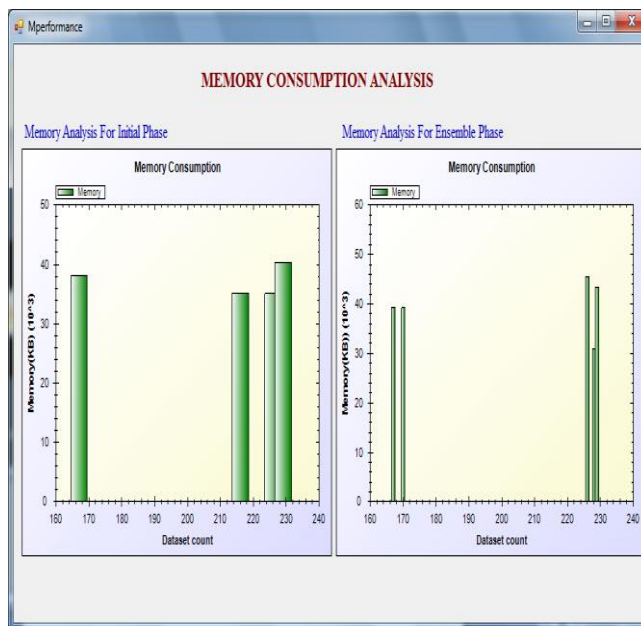 Mperformance
MEMORY CONSUMPTION ANALYSIS
Memory Analysis For Initial Phase
Memory Consumption
Memory
Memory(KB)) (10^3)
50
40
30
20
10
0
160 170 180 190 200 210 220 230 240
Dataset count
Memory Analysis For Ensemble Phase
Memory Consumption
Memory
Memory(KB)) (10^3)
60
50
40
30
20
10
0
160 170 180 190 200 210 220 230 240
Dataset count